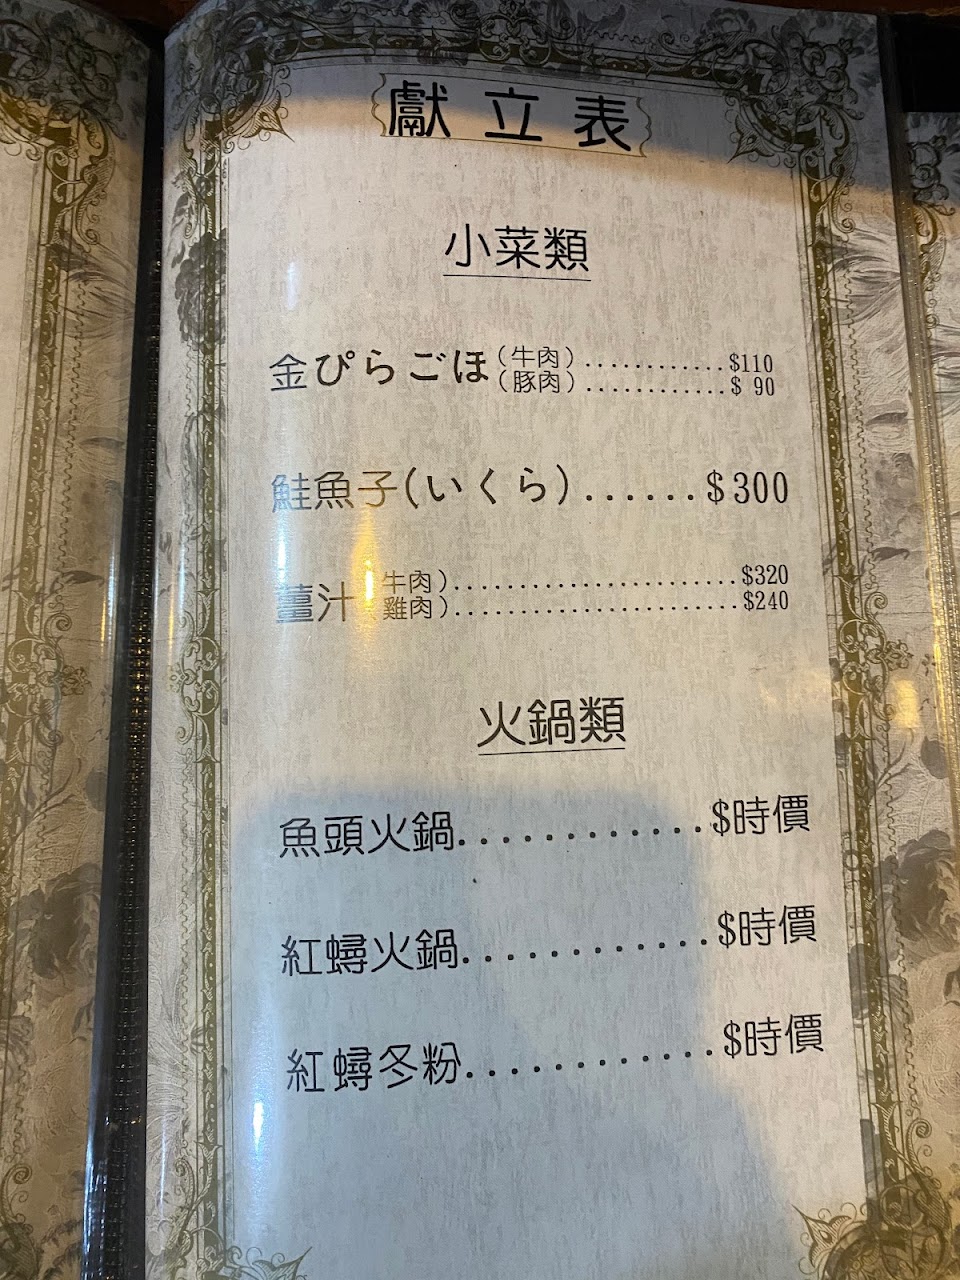 獻立表
小菜類
金ぴらごほ(牛肉)............$110
(豚肉)............$ 90
鮭魚子(いくら)......$300
薑汁(牛肉)........................$320
(雞肉)........................$240
火鍋類
魚頭火鍋............$時價
紅蟳火鍋............$時價
紅蟳冬粉............$時價